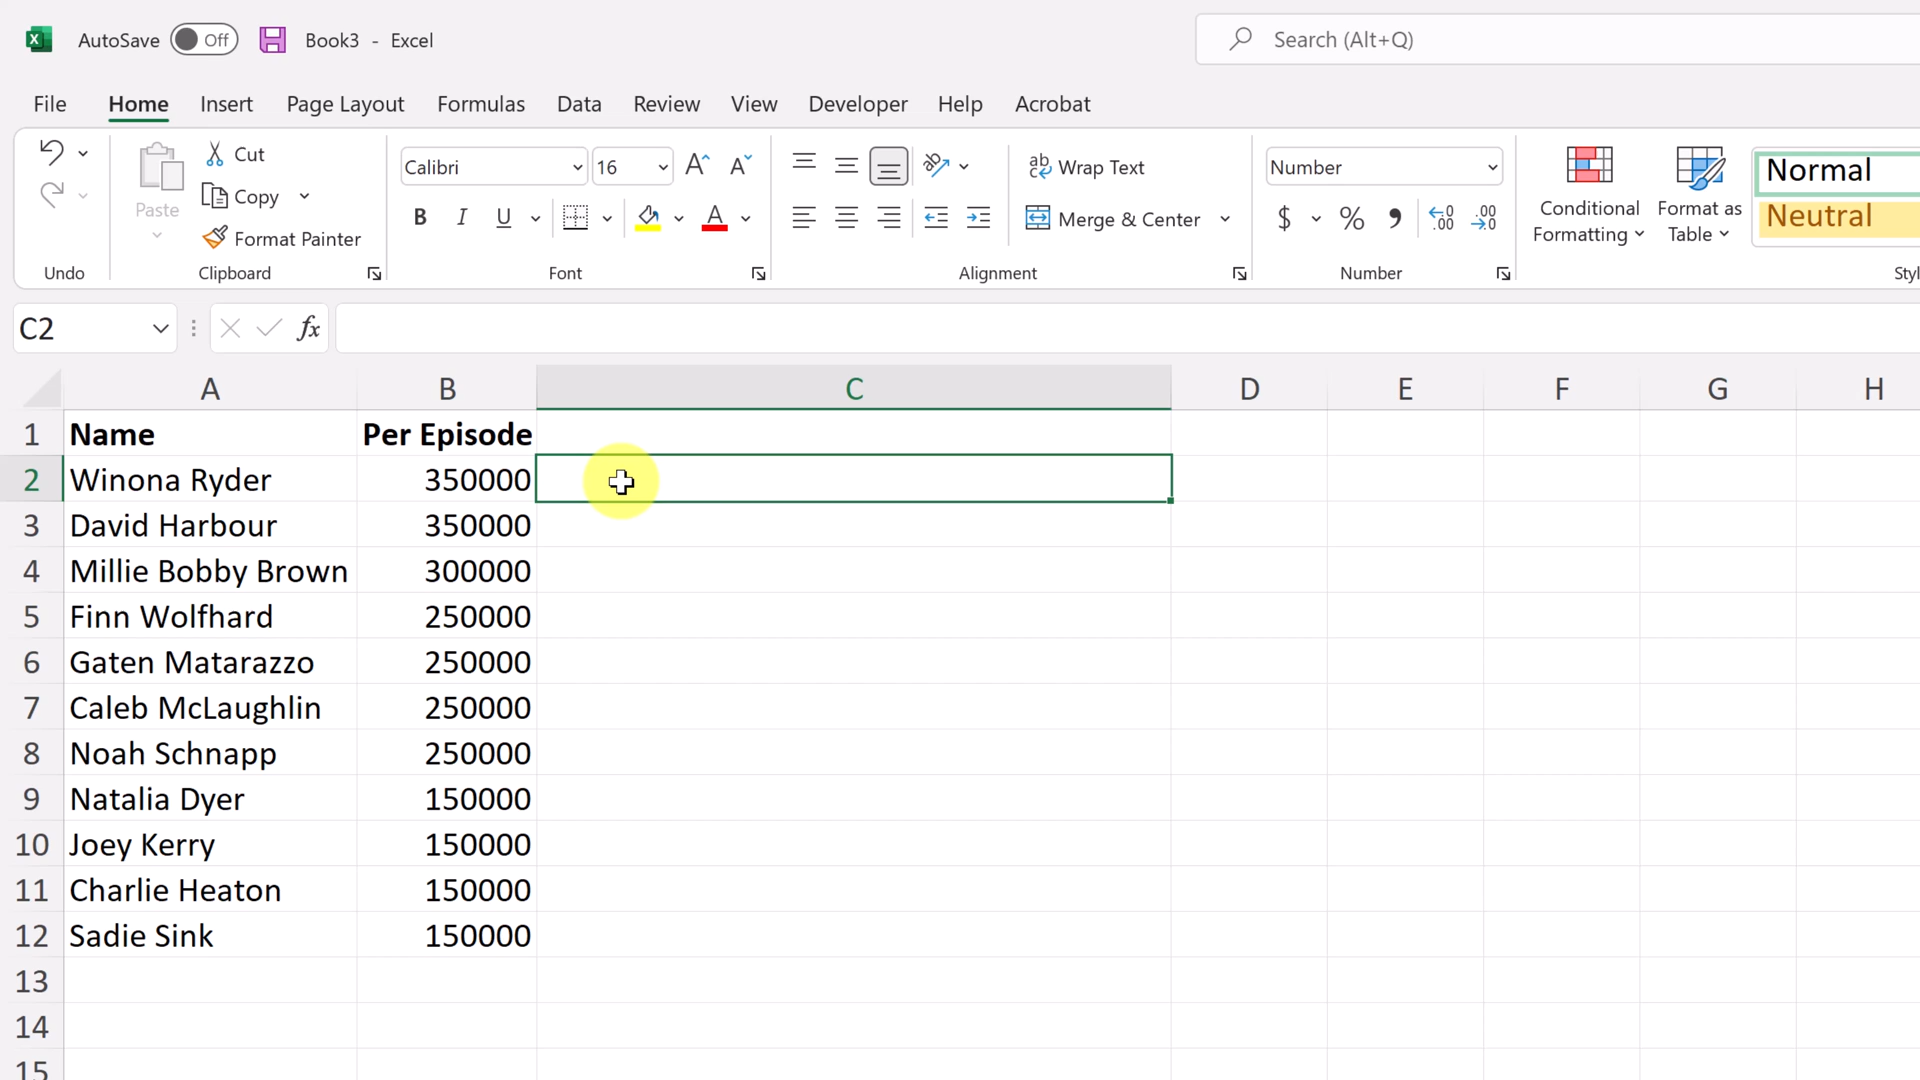 AutoSave Off Book3 - Excel Search (Alt+Q)
File Home Insert Page Layout Formulas Data Review View Developer Help Acrobat
Paste Cut Copy Format Painter
Calibri 16
B I U A
ab Wrap Text
Merge & Center
Number
$ % , .00 .00
Conditional Formatting
Format as Table
Normal
Neutral
Undo Clipboard Font Alignment Number Styl
C2 fx
A B C D E F G H
1 Name Per Episode
2 Winona Ryder 350000
3 David Harbour 350000
4 Millie Bobby Brown 300000
5 Finn Wolfhard 250000
6 Gaten Matarazzo 250000
7 Caleb McLaughlin 250000
8 Noah Schnapp 250000
9 Natalia Dyer 150000
10 Joey Kerry 150000
11 Charlie Heaton 150000
12 Sadie Sink 150000
13
14
15